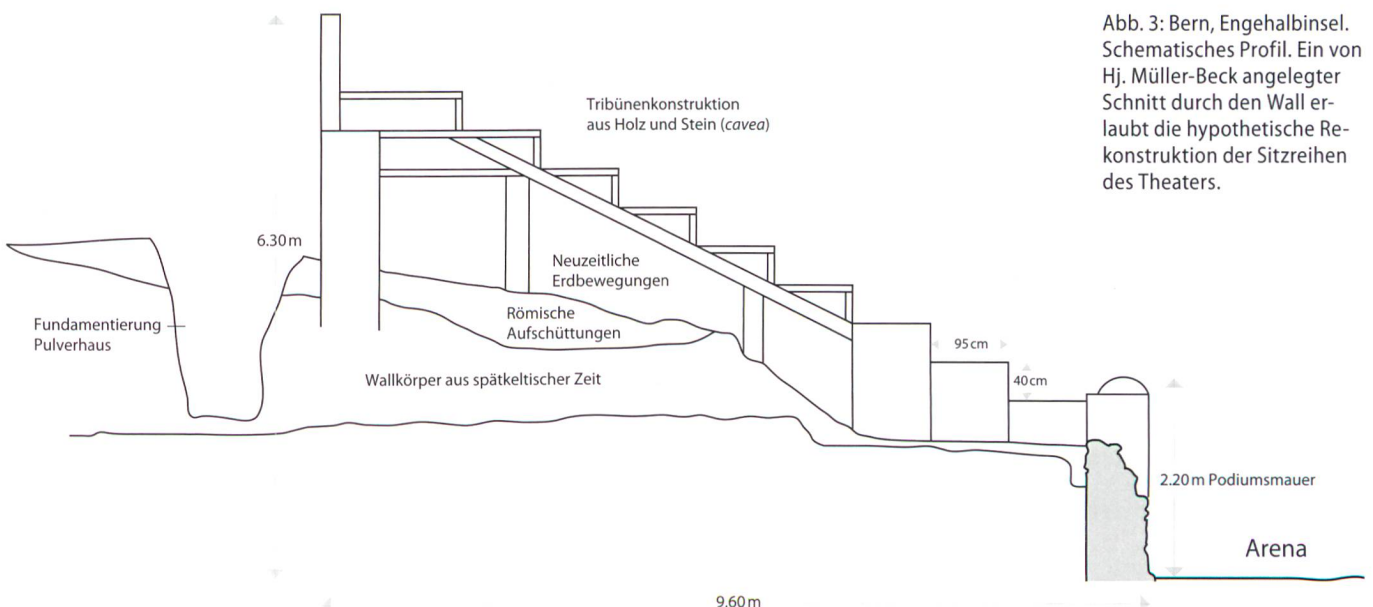 Abb. 3: Bern, Engehalbinsel.
Schematisches Profil. Ein von
Hj. Müller-Beck angelegter
Schnitt durch den Wall er-
laubt die hypothetische Re-
konstruktion der Sitzreihen
des Theaters.
Tribünenkonstruktion
aus Holz und Stein (cavea)
6.30 m
Neuzeitliche
Erdbewegungen
Römische
Aufschüttungen
Fundamentierung
Pulverhaus
Wallkörper aus spätkeltischer Zeit
95 cm
40 cm
2.20 m Podiumsmauer
Arena
9.60 m